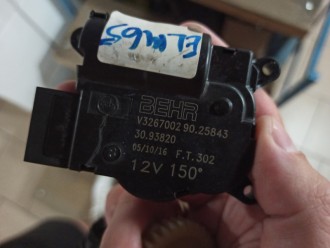 ELM65
BEHR
V3267002 90.25843
30.93820
05/10/16 F.T.302
12V 150°